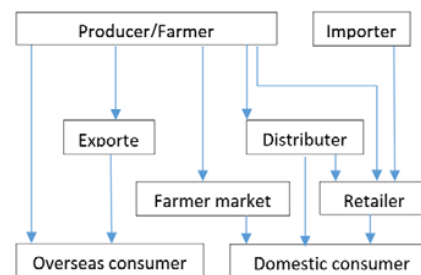 Producer/Farmer
Importer
Exporte
Distributer
Farmer market
Retailer
Overseas consumer
Domestic consumer